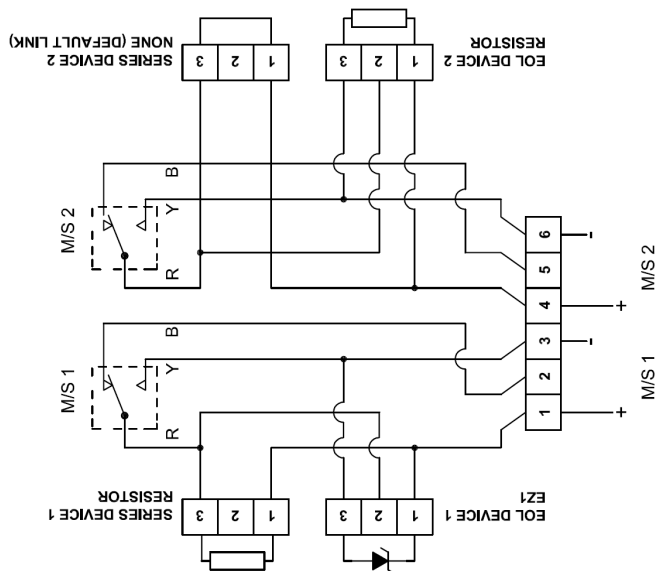 SERIES DEVICE 2
NONE (DEFAULT LINK)
3 2 1
EOL DEVICE 2
RESISTOR
3 2 1
M/S 2
R Y B
M/S 1
R Y B
6
5
4
3
2
1
-
+
-
+
M/S 2
M/S 1
SERIES DEVICE 1
RESISTOR
3 2 1
EOL DEVICE 1
EZ1
3 2 1